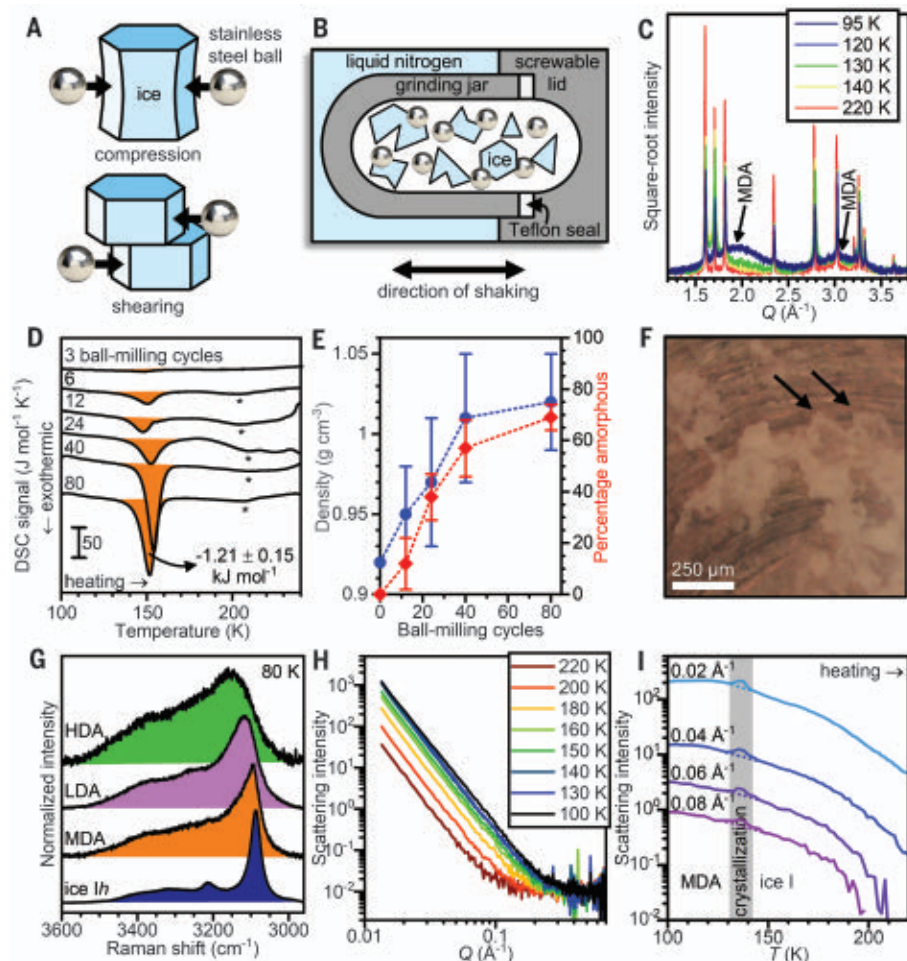 A
stainless
steel ball
ice
compression
shearing
B
liquid nitrogen
screwable
grinding jar
lid
ice
Teflon seal
direction of shaking
C
95 K
120 K
130 K
140 K
220 K
Square-root intensity
MDA
MDA
1.5 2.0 2.5 3.0 3.5
Q (Å⁻¹)
D
3 ball-milling cycles
6
12
24
40
80
*
*
*
*
*
DSC signal (J mol⁻¹ K⁻¹)
← exothermic
50
-1.21 ± 0.15
kJ mol⁻¹
heating →
100 150 200
Temperature (K)
E
1.05
1
0.95
0.9
Density (g cm⁻³)
100
80
60
40
20
0
Percentage amorphous
0 20 40 60 80
Ball-milling cycles
F
250 µm
G
80 K
HDA
LDA
MDA
ice Ih
Normalized intensity
3600 3400 3200 3000
Raman shift (cm⁻¹)
H
220 K
200 K
180 K
160 K
150 K
140 K
130 K
100 K
Scattering intensity
10³
10²
10¹
10⁰
10⁻¹
10⁻²
0.01 0.1
Q (Å⁻¹)
I
heating →
0.02 Å⁻¹
0.04 Å⁻¹
0.06 Å⁻¹
0.08 Å⁻¹
Scattering intensity
10²
10¹
10⁰
10⁻¹
10⁻²
MDA
crystallization
ice I
100 150 200
T (K)